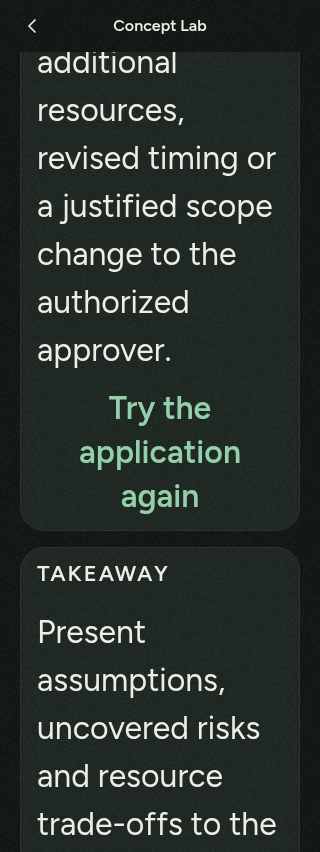 Concept Lab
additional
resources,
revised timing or
a justified scope
change to the
authorized
approver.
Try the
application
again
TAKEAWAY
Present
assumptions,
uncovered risks
and resource
trade-offs to the